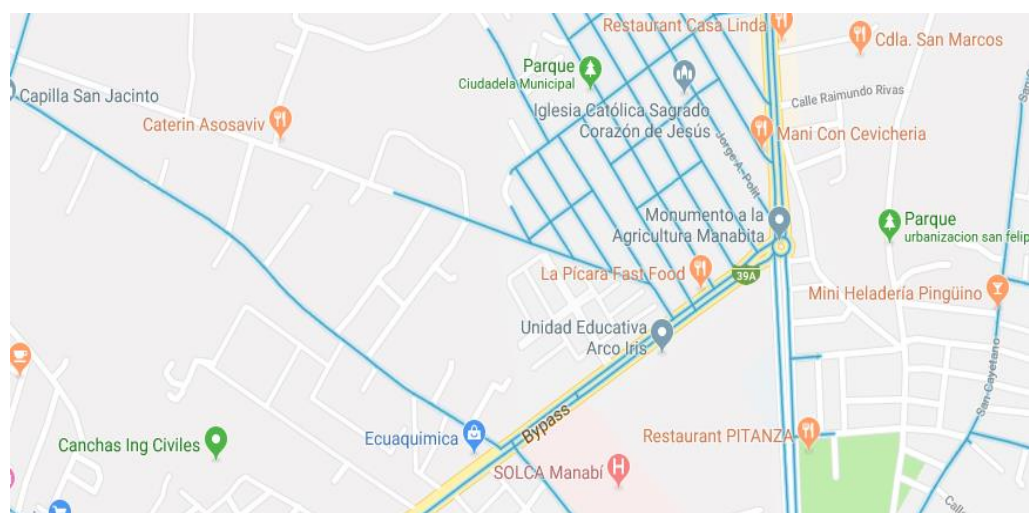 Restaurant Casa Linda
Cdla. San Marcos
Parque
Ciudadela Municipal
Capilla San Jacinto
Calle Raimundo Rivas
Iglesia Católica Sagrado
Corazón de Jesús
Caterin Asosaviv
Mani Con Cevicheria
Jorge A. Polit
Monumento a la
Agricultura Manabita
Parque
urbanizacion san felip
La Pícara Fast Food
39A
Mini Heladería Pingüino
Unidad Educativa
Arco Iris
San Cayetano
Bypass
Ecuaquimica
Restaurant PITANZA
Canchas Ing Civiles
SOLCA Manabí
H
Calle